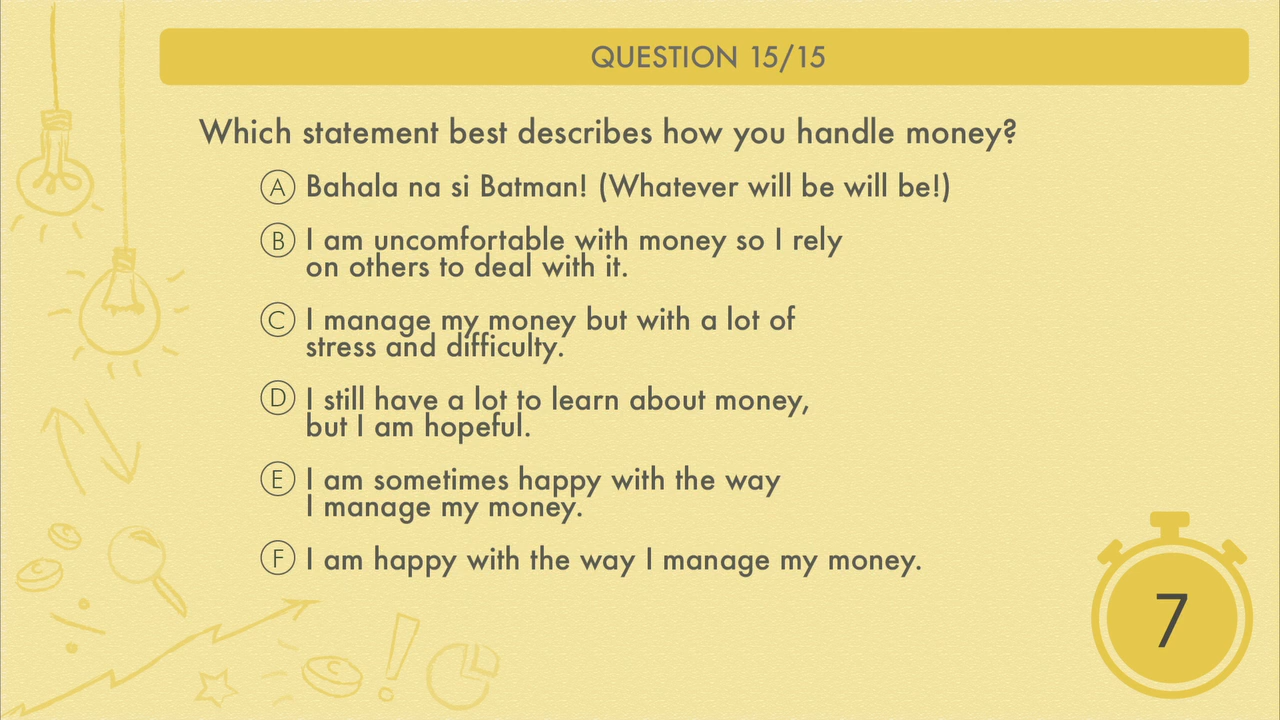 QUESTION 15/15
Which statement best describes how you handle money?
A Bahala na si Batman! (Whatever will be will be!)
B I am uncomfortable with money so I rely
on others to deal with it.
C I manage my money but with a lot of
stress and difficulty.
D I still have a lot to learn about money,
but I am hopeful.
E I am sometimes happy with the way
I manage my money.
F I am happy with the way I manage my money.
7